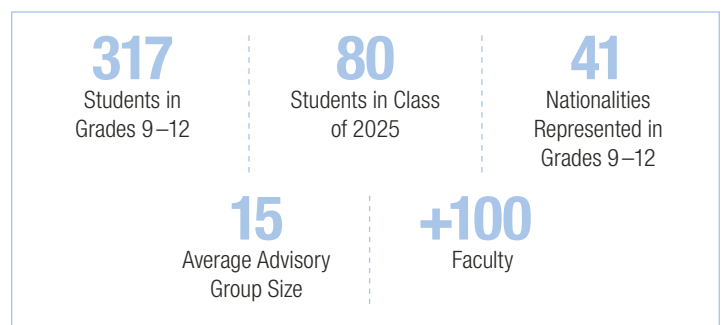 317
Students in
Grades 9–12
80
Students in Class
of 2025
41
Nationalities
Represented in
Grades 9–12
15
Average Advisory
Group Size
+100
Faculty